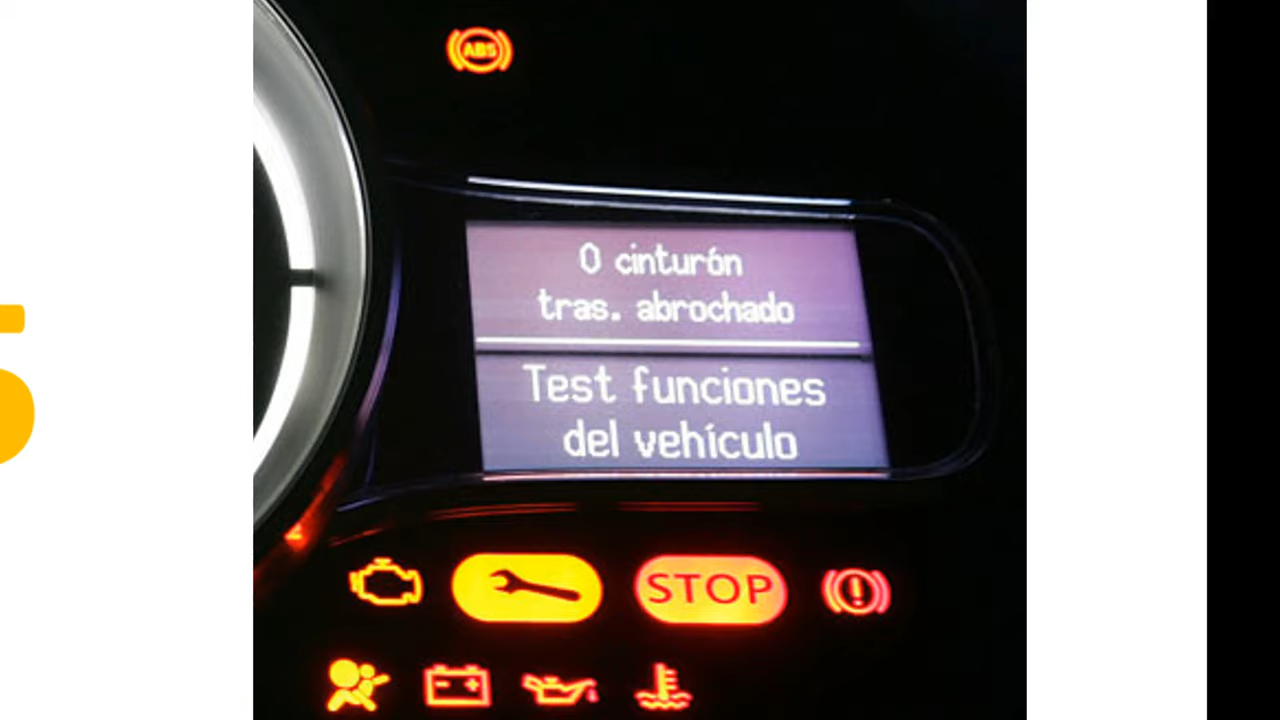 ABS
0 cinturón
tras. abrochado
Test funciones
del vehículo
STOP